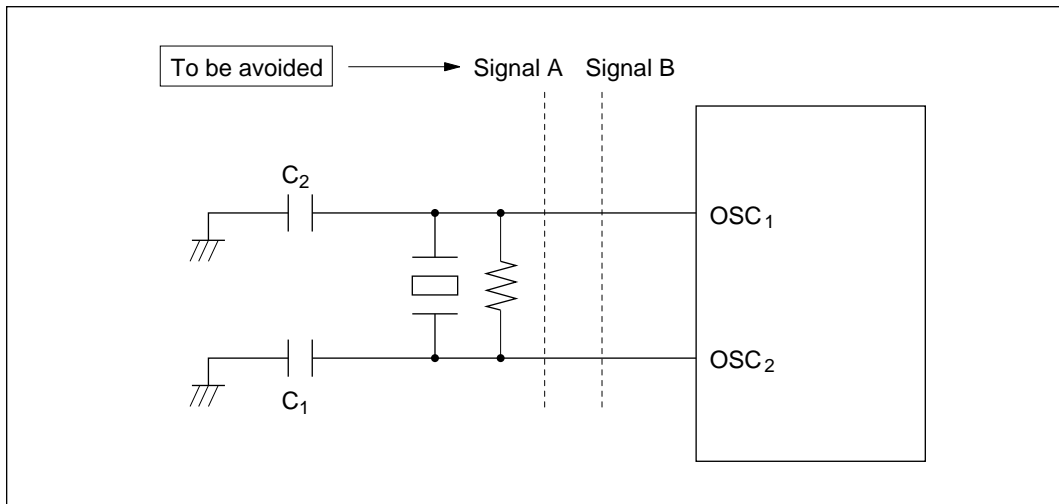 To be avoided
Signal A
Signal B
C2
OSC1
OSC2
C1